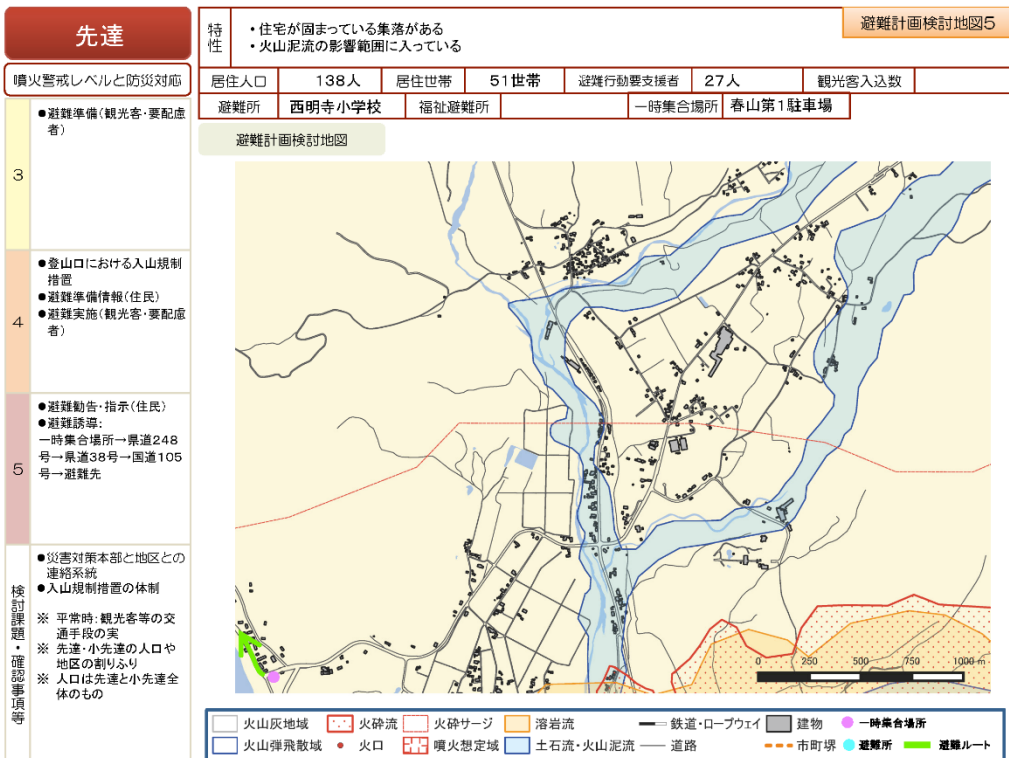 先達
特性
・住宅が固まっている集落がある
・火山泥流の影響範囲に入っている
避難計画検討地図5
噴火警戒レベルと防災対応
居住人口 138人 居住世帯 51世帯 避難行動要支援者 27人 観光客入込数
避難所 西明寺小学校 福祉避難所 一時集合場所 春山第1駐車場
避難計画検討地図
3
●避難準備(観光客・要配慮
者)
4
●登山口における入山規制
措置
●避難準備情報(住民)
●避難実施(観光客・要配慮
者)
5
●避難勧告・指示(住民)
●避難誘導:
一時集合場所→県道248
号→県道38号→国道105
号→避難先
検討課題・確認事項等
●災害対策本部と地区との
連絡系統
●入山規制措置の体制
※ 平常時:観光客等の交
通手段の実
※ 先達・小先達の人口や
地区の割りふり
※ 人口は先達と小先達全
体のもの
0 250 500 750 1000 m
火山灰地域 火砕流 火砕サージ 溶岩流 鉄道・ロープウェイ 建物 一時集合場所
火山弾飛散域 火口 噴火想定域 土石流・火山泥流 道路 市町堺 避難所 避難ルート